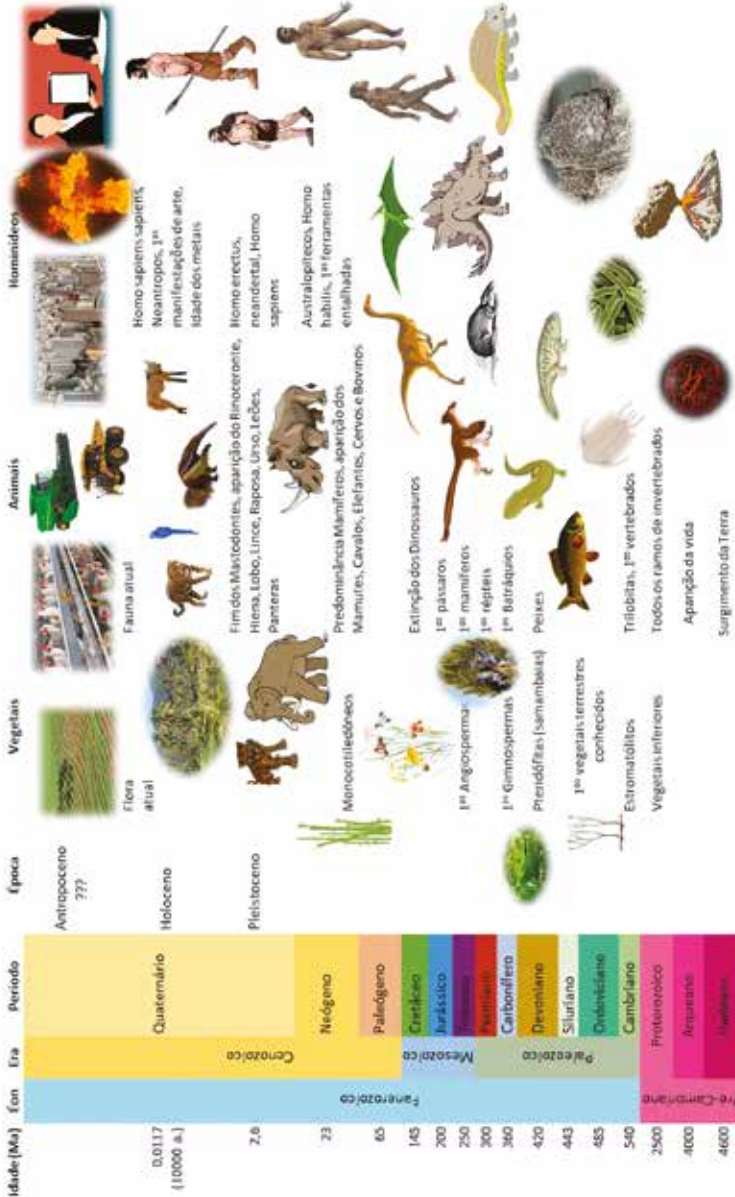 Idade (Ma) Éon Era Período Época Vegetais Animais Hominídeos
Antropoceno
???
0,0117
(10000 a.)
Fanerozoico
Cenozoico
Quaternário
Holoceno
Flora
atual
Fauna atual
Homo sapiens sapiens,
Neantropos, 1ªs
manifestações de arte,
Idade dos metais
2,6
Pleistoceno
Fim dos Mastodontes, aparição do Rinoceronte,
Hiena, Lobo, Lince, Raposa, Urso, Leões,
Panteras
Homo erectus,
neandertal, Homo
sapiens
23
Neógeno
Monocotiledôneos
Predominância Mamíferos, aparição dos
Mamutes, Cavalos, Elefantes, Cervos e Bovinos
Australopitecos, Homo
habilis, 1ªs ferramentas
entalhadas
65
Paleógeno
145
Mesozoico
Cretáceo
Extinção dos Dinossauros
200
Jurássico
1ªs Angiospermas
1ºs pássaros
250
Triássico
1ºs mamíferos
300
Paleozoico
Permiano
1ºs répteis
360
Carbonífero
1ªs Gimnospermas
1ºs Batráquios
420
Devoniano
Pteridófitas (samambaias)
Peixes
443
Siluriano
1ºs vegetais terrestres
conhecidos
485
Ordoviciano
Trilobitas, 1ºs vertebrados
540
Cambriano
Estromatolitos
Todos os ramos de invertebrados
2500
Pré-Cambriano
Proterozoico
Vegetais inferiores
4000
Arqueano
Aparição da vida
4600
Surgimento da Terra